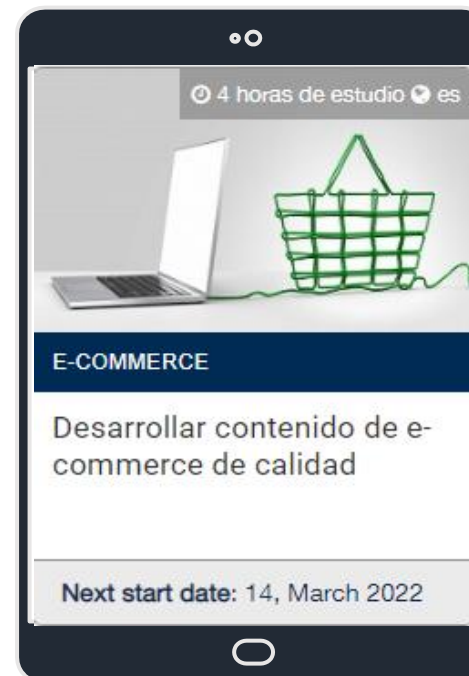 4 horas de estudio es
E-COMMERCE
Desarrollar contenido de e-
commerce de calidad
Next start date: 14, March 2022